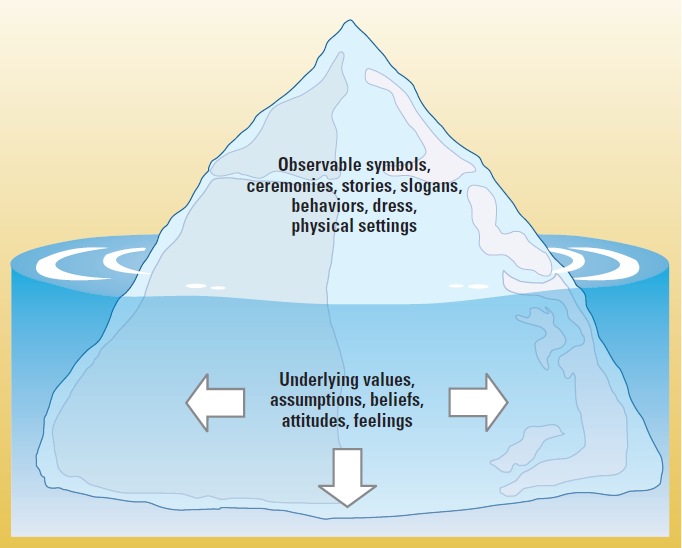 Observable symbols,
ceremonies, stories, slogans,
behaviors, dress,
physical settings
Underlying values,
assumptions, beliefs,
attitudes, feelings